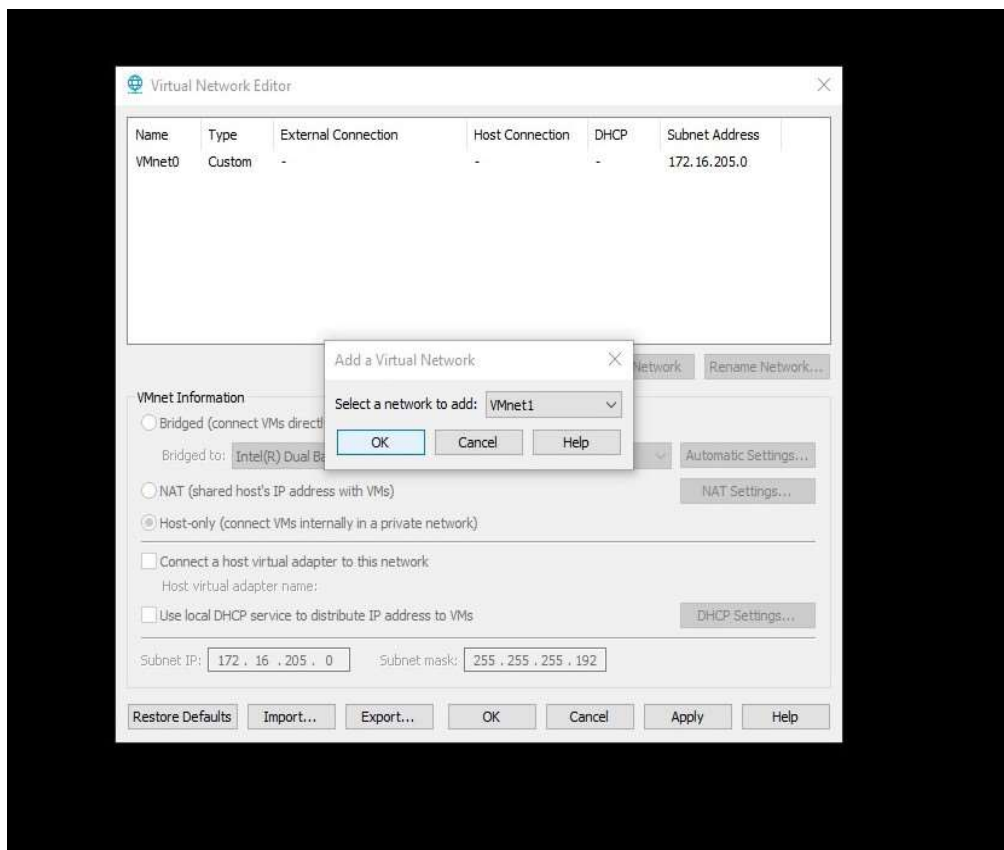 Virtual Network Editor
Name Type External Connection Host Connection DHCP Subnet Address
VMnet0 Custom - - - 172.16.205.0
Add a Virtual Network
Network Rename Network...
Select a network to add: VMnet1
OK Cancel Help
VMnet Information
Bridged (connect VMs directl
Bridged to: Intel(R) Dual Ba Automatic Settings...
NAT (shared host's IP address with VMs) NAT Settings...
Host-only (connect VMs internally in a private network)
Connect a host virtual adapter to this network
Host virtual adapter name:
Use local DHCP service to distribute IP address to VMs DHCP Settings...
Subnet IP: 172 . 16 . 205 . 0 Subnet mask: 255 . 255 . 255 . 192
Restore Defaults Import... Export... OK Cancel Apply Help